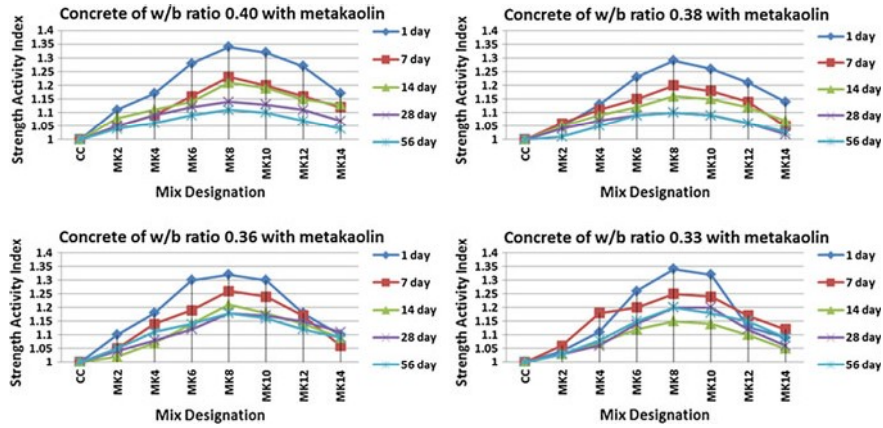 Concrete of w/b ratio 0.40 with metakaolin
Strength Activity Index
1.4
1.35
1.3
1.25
1.2
1.15
1.1
1.05
1
CC
MK2
MK4
MK6
MK8
MK10
MK12
MK14
Mix Designation
1 day
7 day
14 day
28 day
56 day
Concrete of w/b ratio 0.38 with metakaolin
Strength Activity Index
1.4
1.35
1.3
1.25
1.2
1.15
1.1
1.05
1
CC
MK2
MK4
MK6
MK8
MK10
MK12
MK14
Mix Designation
1 day
7 day
14 day
28 day
56 day
Concrete of w/b ratio 0.36 with metakaolin
Strength Activity Index
1.4
1.35
1.3
1.25
1.2
1.15
1.1
1.05
1
CC
MK2
MK4
MK6
MK8
MK10
MK12
MK14
Mix Designation
1 day
7 day
14 day
28 day
56 day
Concrete of w/b ratio 0.33 with metakaolin
Strength Activity Index
1.4
1.35
1.3
1.25
1.2
1.15
1.1
1.05
1
CC
MK2
MK4
MK6
MK8
MK10
MK12
MK14
Mix Designation
1 day
7 day
14 day
28 day
56 day